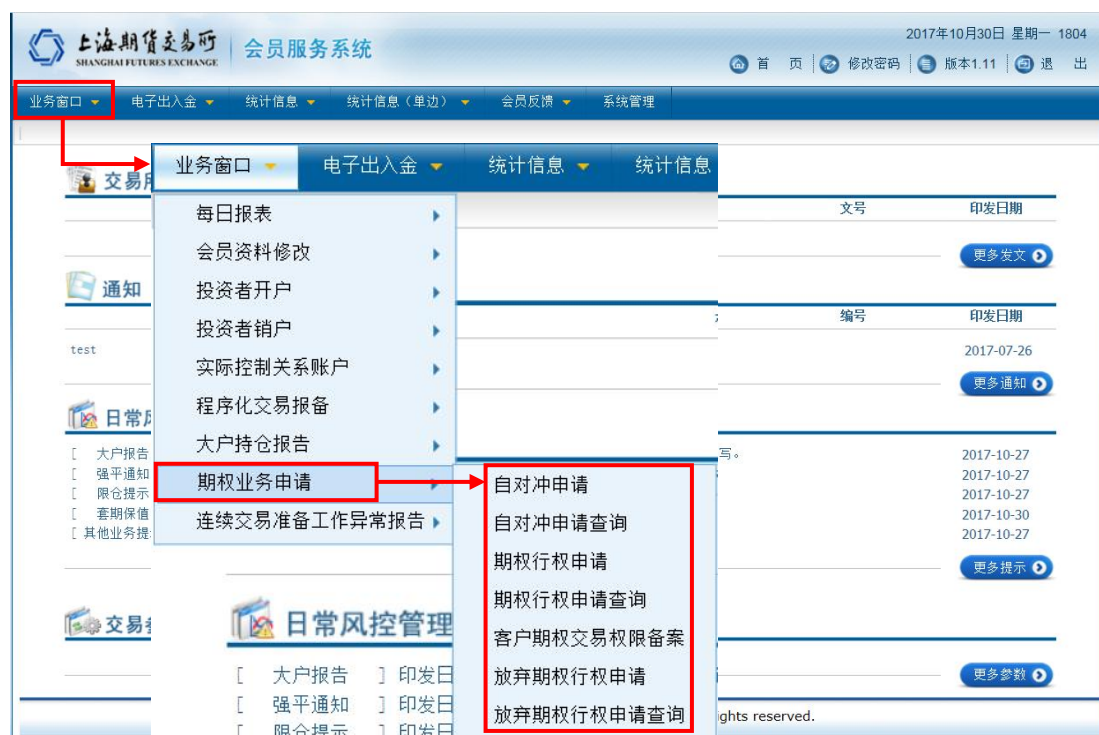 2017年10月30日 星期一 1804
上海期货交易所
SHANGHAI FUTURES EXCHANGE
会员服务系统
首 页 修改密码 版本1.11 退 出
业务窗口 电子出入金 统计信息 统计信息（单边） 会员反馈 系统管理
业务窗口 电子出入金 统计信息 统计信息
交易所
文号 印发日期
更多发文
通知
编号 印发日期
test 2017-07-26
更多通知
日常风
[ 大户报告 写。 2017-10-27
[ 强平通知 2017-10-27
[ 限仓提示 2017-10-27
[ 套期保值 2017-10-30
[ 其他业务提 2017-10-27
更多提示
交易参
更多参数
每日报表
会员资料修改
投资者开户
投资者销户
实际控制关系账户
程序化交易报备
大户持仓报告
期权业务申请
连续交易准备工作异常报告
自对冲申请
自对冲申请查询
期权行权申请
期权行权申请查询
客户期权交易权限备案
放弃期权行权申请
放弃期权行权申请查询
日常风控管理
[ 大户报告 ] 印发日
[ 强平通知 ] 印发日
[ 限仓提示 ] 印发日
ights reserved.